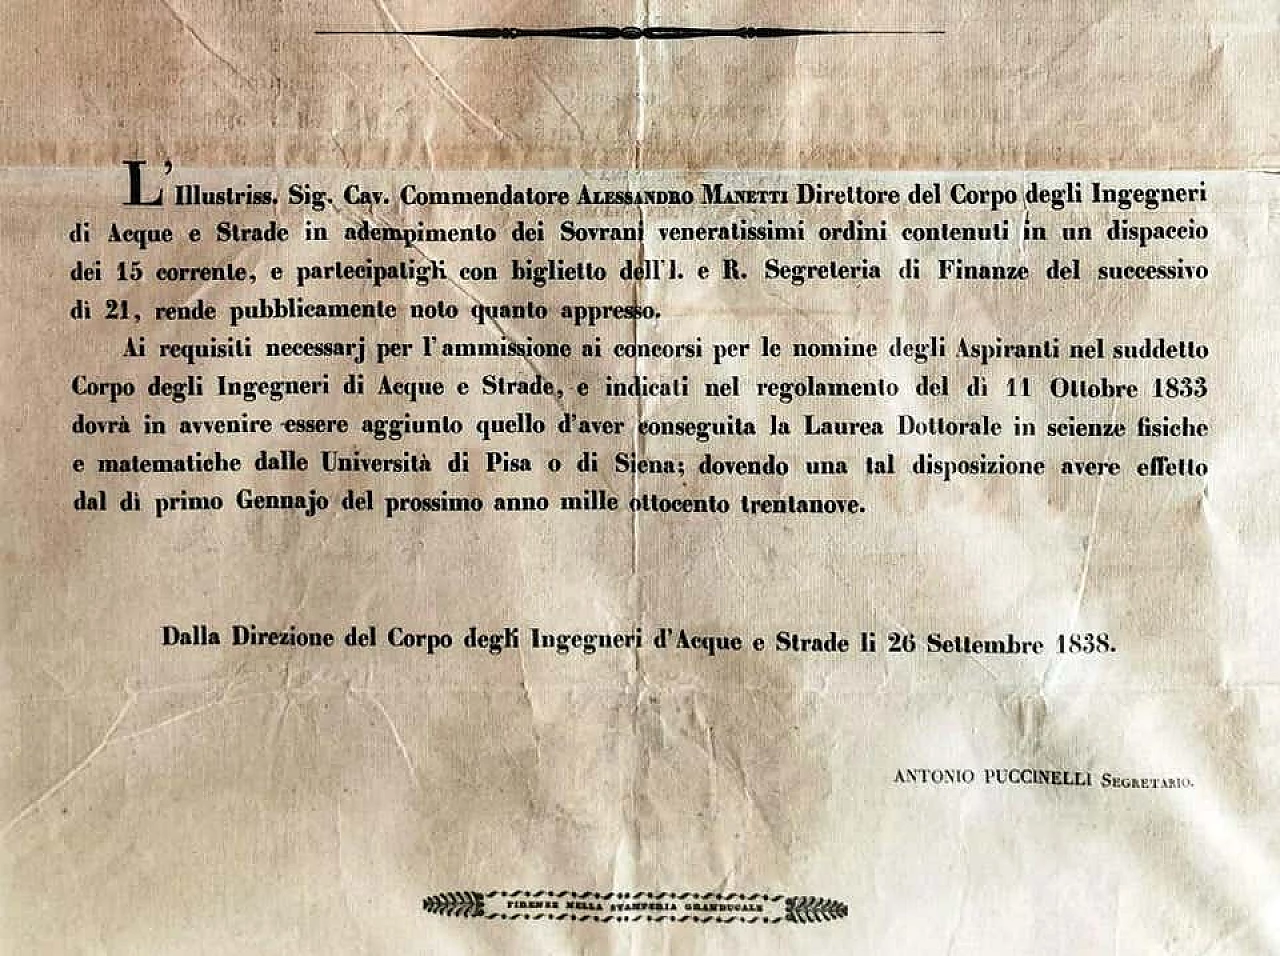 L'Illustriss. Sig. Cav. Commendatore ALESSANDRO MANETTI Direttore del Corpo degli Ingegneri
di Acque e Strade in adempimento dei Sovrani veneratissimi ordini contenuti in un dispaccio
dei 15 corrente, e partecipatigli con biglietto dell'I. e R. Segreteria di Finanze del successivo
dì 21, rende pubblicamente noto quanto appresso.
Ai requisiti necessarj per l'ammissione ai concorsi per le nomine degli Aspiranti nel suddetto
Corpo degli Ingegneri di Acque e Strade, e indicati nel regolamento del dì 11 Ottobre 1833
dovrà in avvenire essere aggiunto quello d'aver conseguita la Laurea Dottorale in scienze fisiche
e matematiche dalle Università di Pisa o di Siena; dovendo una tal disposizione avere effetto
dal dì primo Gennajo del prossimo anno mille ottocento trentanove.
Dalla Direzione del Corpo degli Ingegneri d'Acque e Strade li 26 Settembre 1838.
ANTONIO PUCCINELLI SEGRETARIO.
FIRENZE NELLA STAMPERIA GRANDUCALE